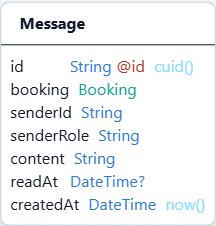 Message
id String @id cuid()
booking Booking
senderId String
senderRole String
content String
readAt DateTime?
createdAt DateTime now()